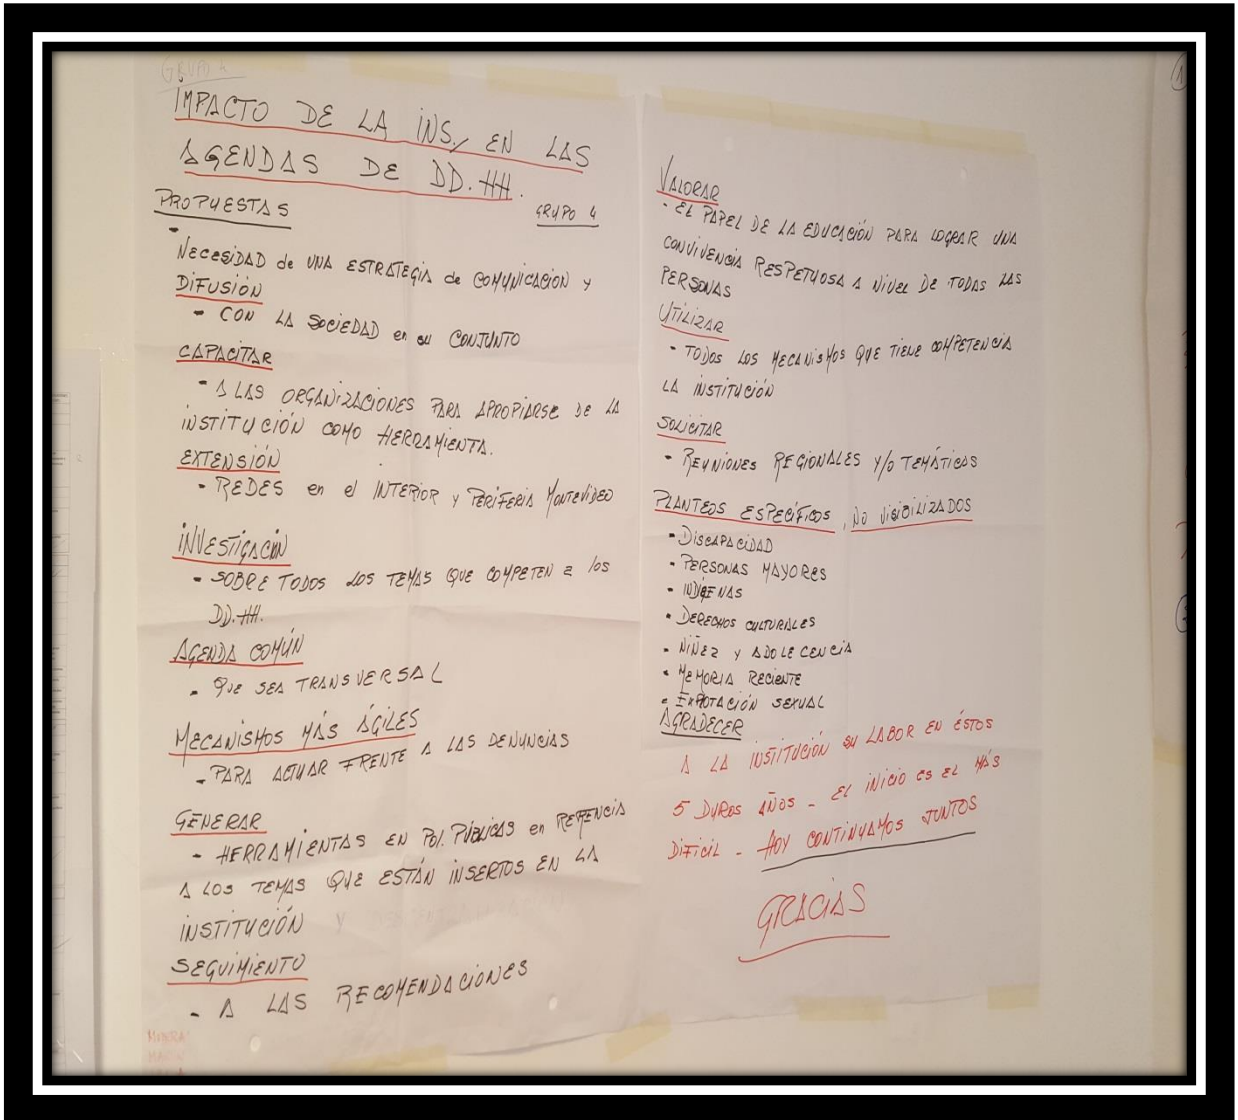 GRUPO 4
IMPACTO DE LA INS./ EN LAS
AGENDAS DE DD.HH.
GRUPO 4
PROPUESTAS
-
NECESIDAD de UNA ESTRATEGIA de COMUNICACION y
DIFUSIÓN
- CON LA SOCIEDAD en su CONJUNTO
CAPACITAR
- A LAS ORGANIZACIONES PARA APROPIARSE DE LA
INSTITUCIÓN COMO HERRAMIENTA.
EXTENSIÓN
- REDES en el INTERIOR y PERIFERIA MONTEVIDEO
INVESTIGACIÓN
- SOBRE TODOS LOS TEMAS QUE COMPETEN a los
DD.HH.
AGENDA COMÚN
- QUE SEA TRANSVERSAL
MECANISMOS MÁS ÁGILES
- PARA ACTUAR FRENTE A LAS DENUNCIAS
GENERAR
- HERRAMIENTAS EN POL. PÚBLICAS en REFRENCIA
A LOS TEMAS QUE ESTÁN INSERTOS EN LA
INSTITUCIÓN y
SEGUIMIENTO
- A LAS RECOMENDACIONES
VALORAR
- EL PAPEL DE LA EDUCACIÓN PARA LOGRAR UNA
CONVIVENCIA RESPETUOSA A NIVEL DE TODAS LAS
PERSONAS
UTILIZAR
- TODOS LOS MECANISMOS QUE TIENE COMPETENCIA
LA INSTITUCIÓN
SOLICITAR
- REUNIONES REGIONALES Y/O TEMÁTICAS
PLANTEOS ESPECÍFICOS, NO VISIBILIZADOS
- DISCAPACIDAD
- PERSONAS MAYORES
- INDÍGENAS
- DERECHOS CULTURALES
- NIÑEZ Y ADOLECENCIA
- MEMORIA RECIENTE
- EXPLOTACIÓN SEXUAL
AGRADECER
A LA INSTITUCIÓN SU LABOR EN ÉSTOS
5 DUROS AÑOS - EL INICIO ES EL MÁS
DIFICIL - HOY CONTINUAMOS JUNTOS
GRACIAS